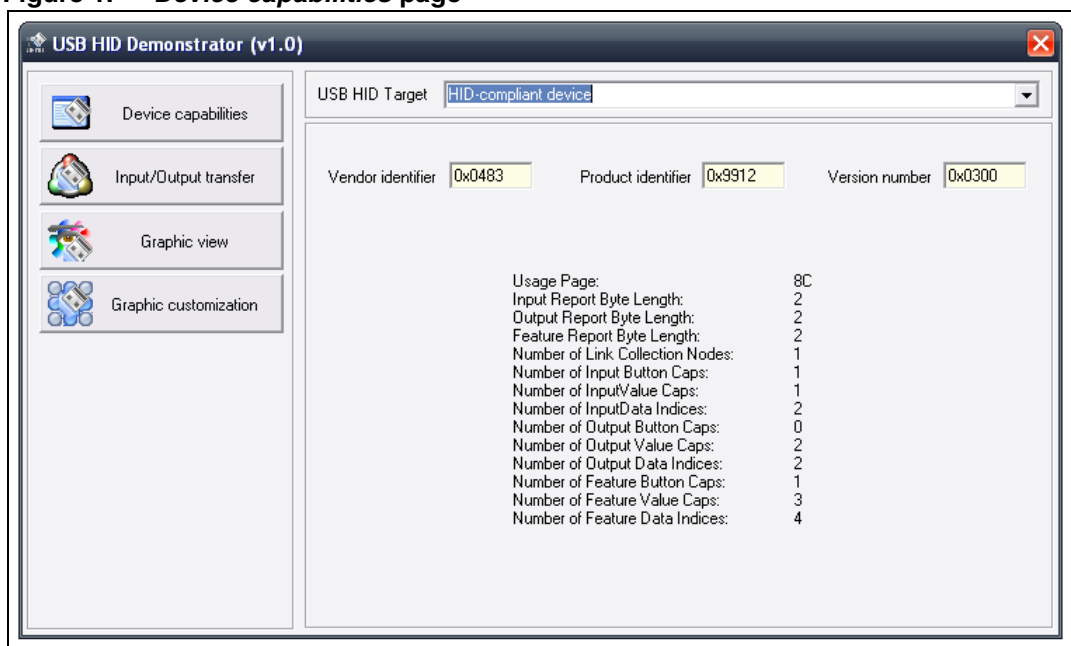 Device capabilities page
USB HID Demonstrator (v1.0)
Device capabilities
Input/Output transfer
Graphic view
Graphic customization
USB HID Target HID-compliant device
Vendor identifier 0x0483 Product identifier 0x9912 Version number 0x0300
Usage Page: 8C
Input Report Byte Length: 2
Output Report Byte Length: 2
Feature Report Byte Length: 2
Number of Link Collection Nodes: 1
Number of Input Button Caps: 1
Number of InputValue Caps: 1
Number of InputData Indices: 2
Number of Output Button Caps: 0
Number of Output Value Caps: 2
Number of Output Data Indices: 2
Number of Feature Button Caps: 1
Number of Feature Value Caps: 3
Number of Feature Data Indices: 4